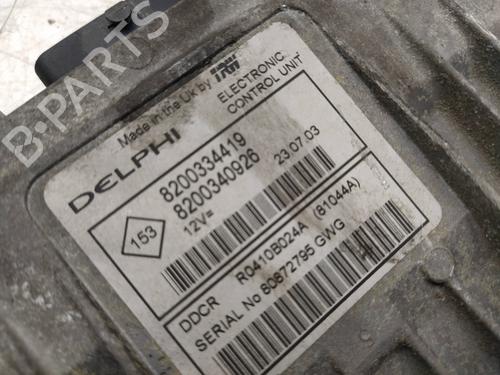 B-PARTS
Made in the Uk by TRW
DELPHI
ELECTRONIC
CONTROL UNIT
153
8200334419
8200340926
12V=
23.07.03
DDCR R0410B024A (81044A)
SERIAL No 80872795 GWG